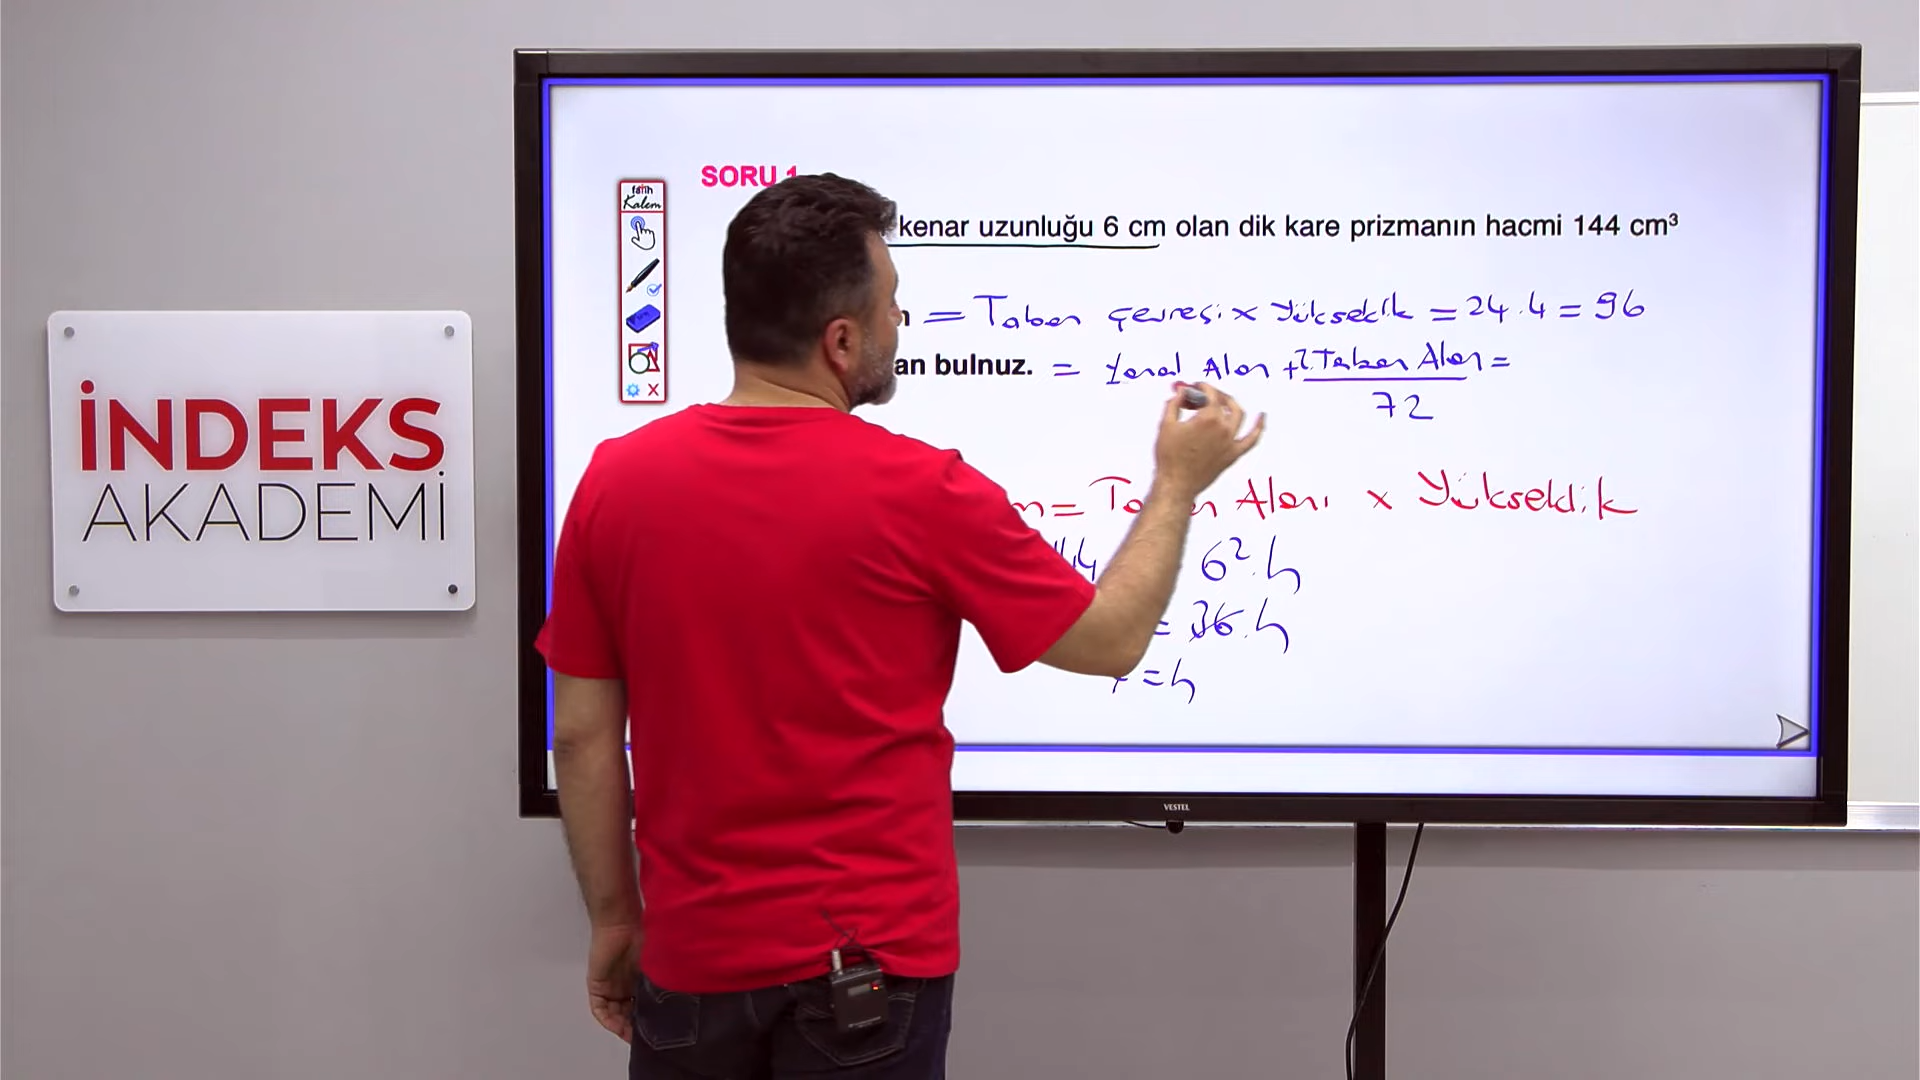 İNDEKS
AKADEMİ
fatih
Kalem
SORU 1
kenar uzunluğu 6 cm olan dik kare prizmanın hacmi 144 cm³
n = Taban çevresi x Yükseklik = 24.4 = 96
an bulnuz. = Yanal Alan + 2.Taban Alan =
72
= Alanı x Yükseklik
6².h
= 36.h
= h
VESTEL